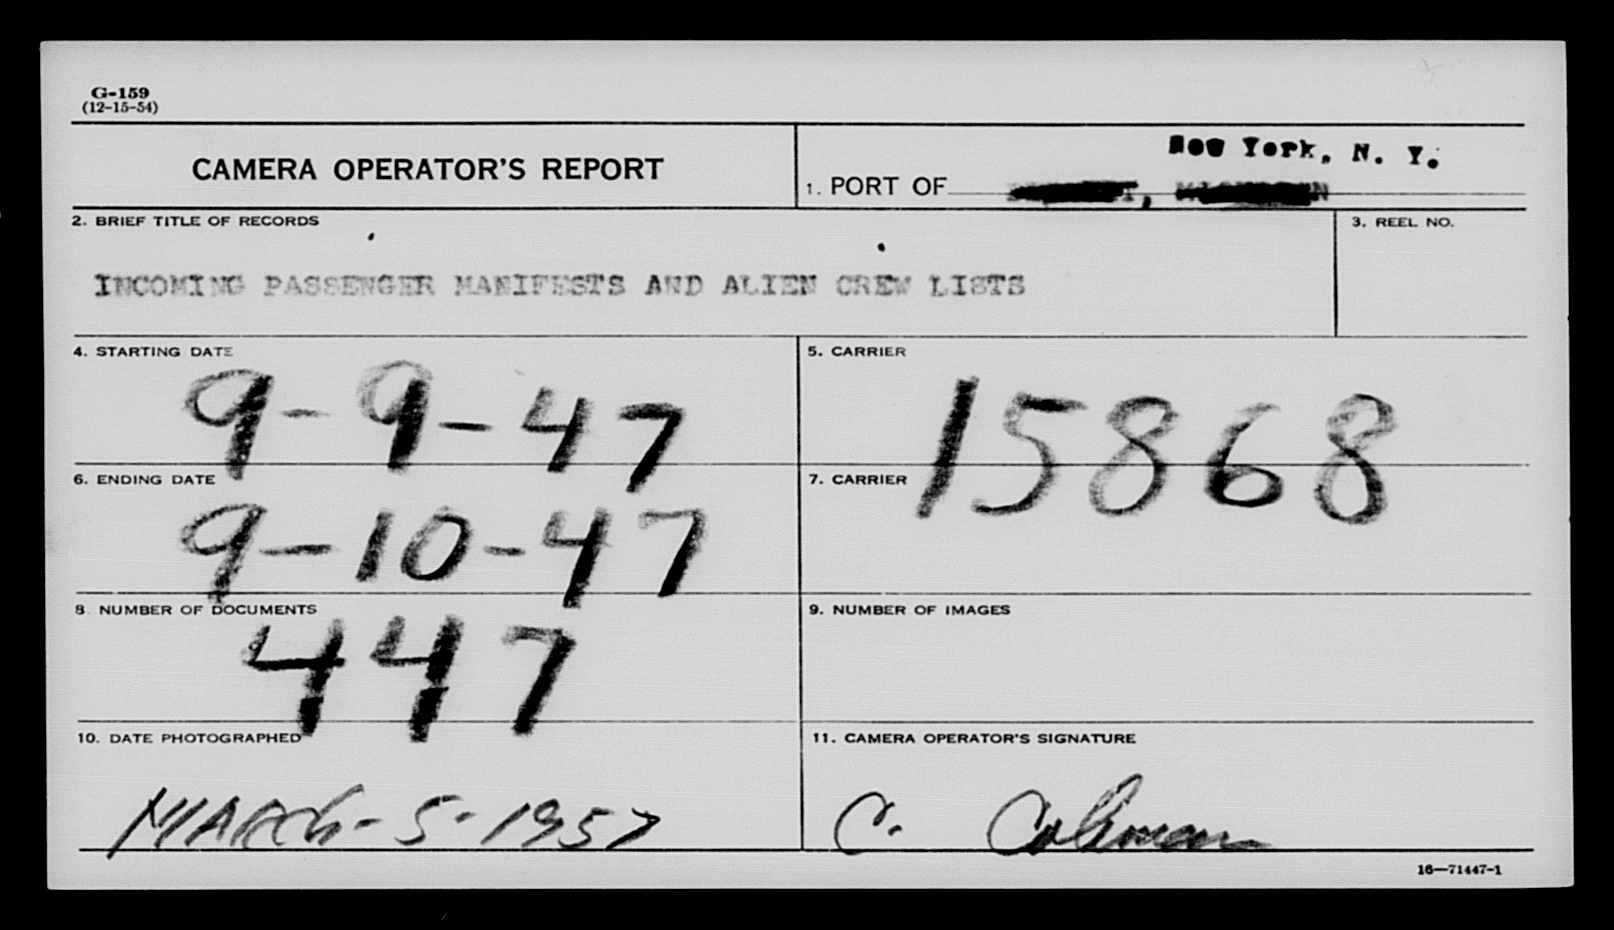 G-159
(12-15-54)
CAMERA OPERATOR'S REPORT
1. PORT OF New York, N. Y.
2. BRIEF TITLE OF RECORDS
3. REEL NO.
INCOMING PASSENGER MANIFESTS AND ALIEN CREW LISTS
4. STARTING DATE
9-9-47
5. CARRIER
15868
6. ENDING DATE
9-10-47
7. CARRIER
8. NUMBER OF DOCUMENTS
447
9. NUMBER OF IMAGES
10. DATE PHOTOGRAPHED
MARch-5-1957
11. CAMERA OPERATOR'S SIGNATURE
C. Coleman
16—71447-1